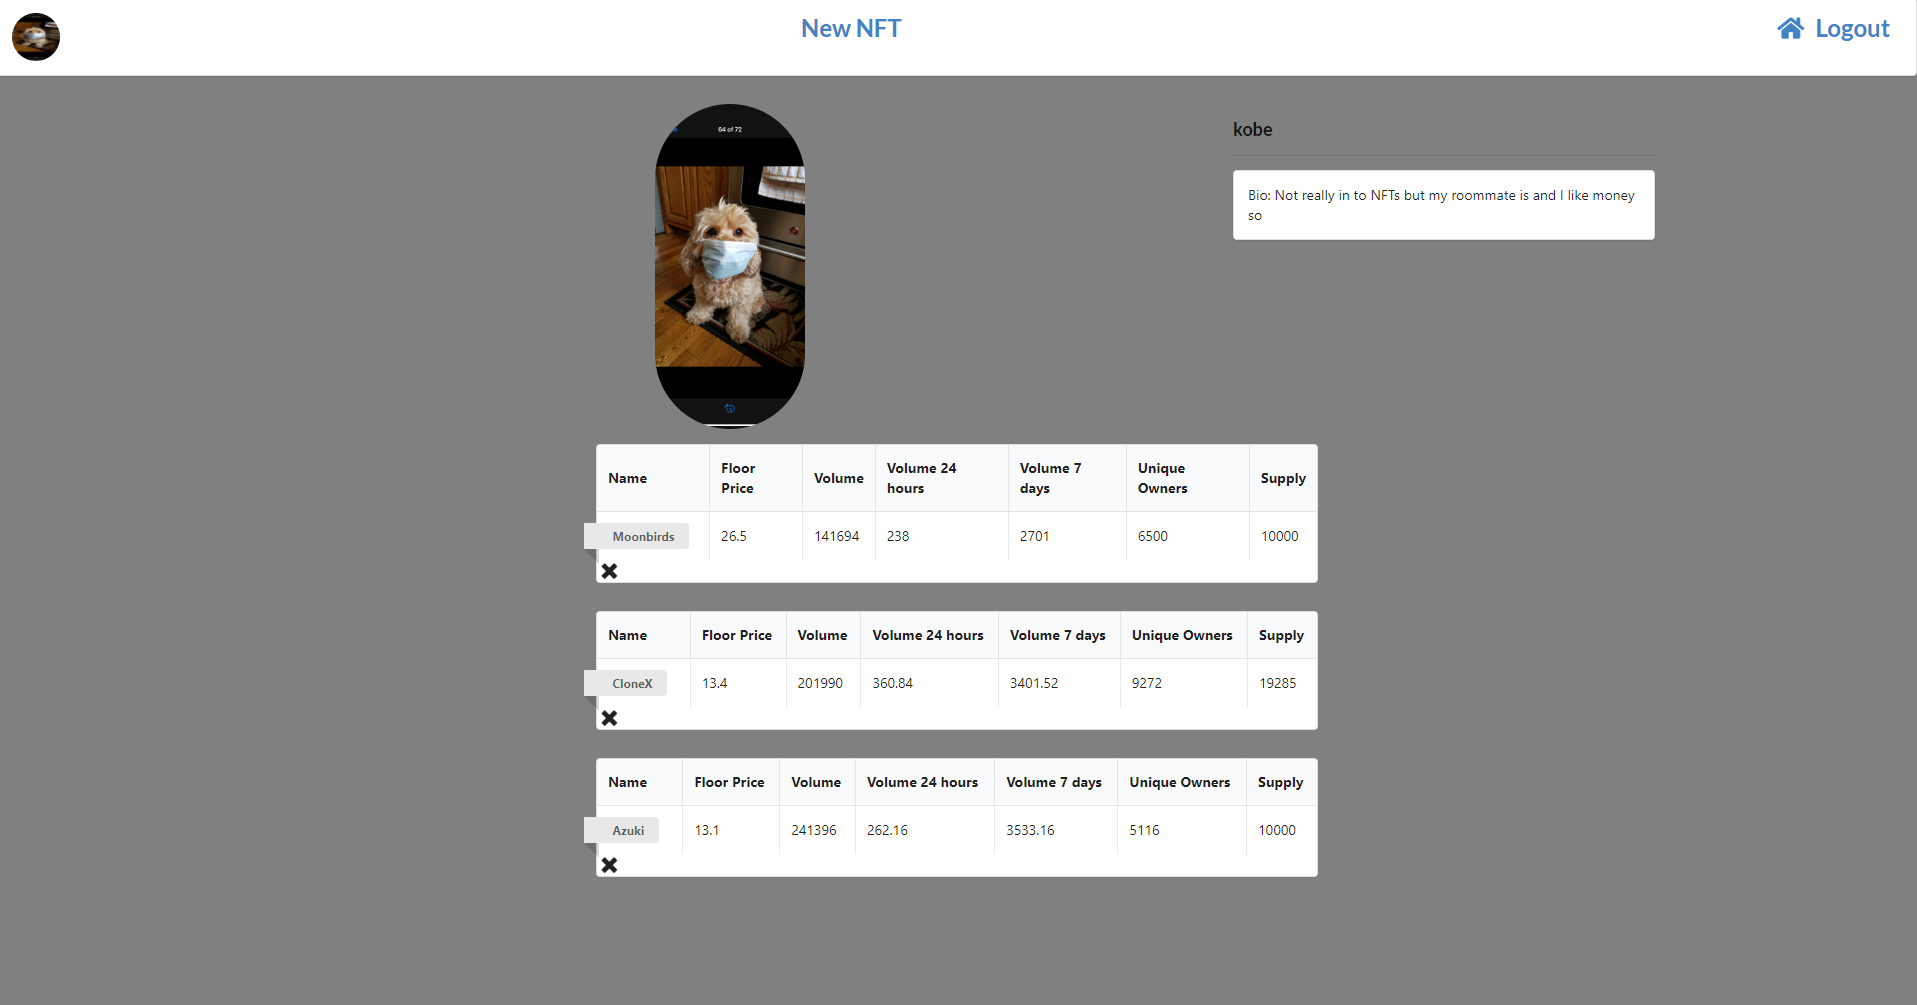 New NFT
Logout
64 of 72
kobe
Bio: Not really in to NFTs but my roommate is and I like money
so
Name Floor Price Volume Volume 24 hours Volume 7 days Unique Owners Supply
Moonbirds 26.5 141694 238 2701 6500 10000
Name Floor Price Volume Volume 24 hours Volume 7 days Unique Owners Supply
CloneX 13.4 201990 360.84 3401.52 9272 19285
Name Floor Price Volume Volume 24 hours Volume 7 days Unique Owners Supply
Azuki 13.1 241396 262.16 3533.16 5116 10000